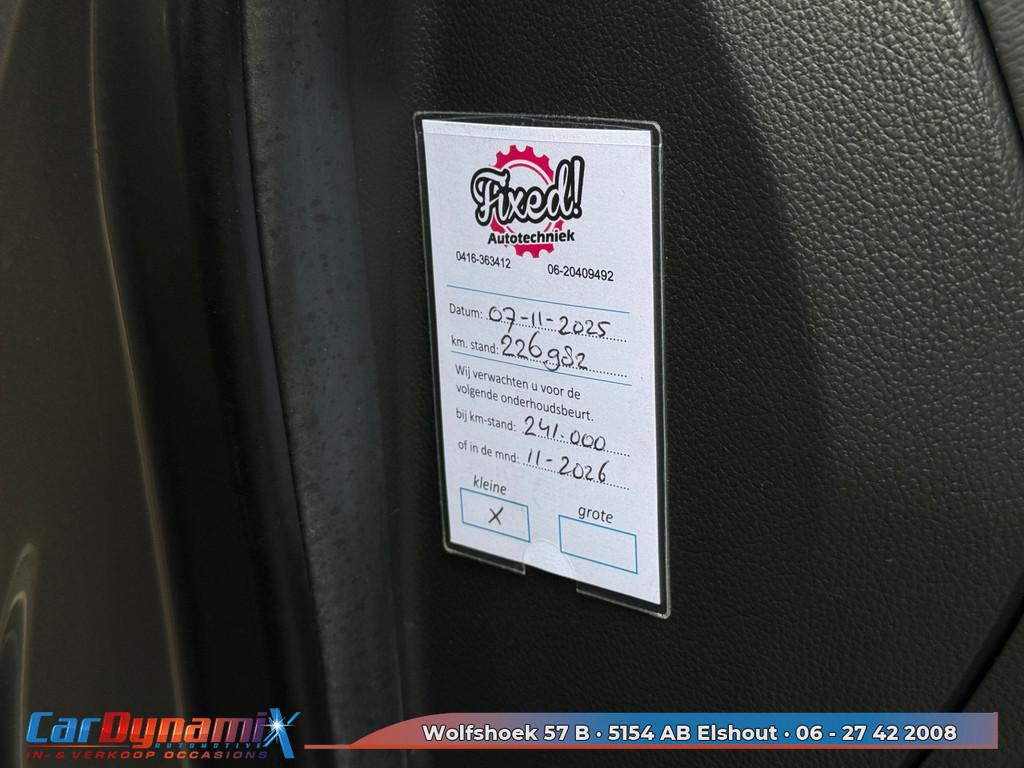 Fixed!
Autotechniek
0416-363412 06-20409492
Datum: 07-11-2025
km. stand: 226982
Wij verwachten u voor de
volgende onderhoudsbeurt.
bij km-stand: 241.000
of in de mnd: 11-2026
kleine grote
X
CarDynamiX
AUTOMOTIVE
IN- & VERKOOP OCCASIONS
Wolfshoek 57 B • 5154 AB Elshout • 06 - 27 42 2008